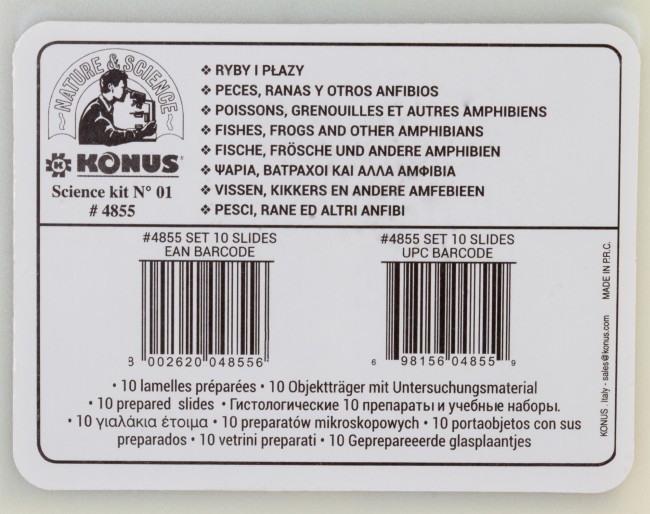 NATURE & SCIENCE
K KONUS®
Science kit N° 01
# 4855
❖ RYBY I PŁAZY
❖ PECES, RANAS Y OTROS ANFIBIOS
❖ POISSONS, GRENOUILLES ET AUTRES AMPHIBIENS
❖ FISHES, FROGS AND OTHER AMPHIBIANS
❖ FISCHE, FRÖSCHE UND ANDERE AMPHIBIEN
❖ ΨΑΡΙΑ, ΒΑΤΡΑΧΟΙ ΚΑΙ ΑΛΛΑ ΑΜΦΙΒΙΑ
❖ VISSEN, KIKKERS EN ANDERE AMFEBIEEN
❖ PESCI, RANE ED ALTRI ANFIBI
#4855 SET 10 SLIDES
EAN BARCODE
8 002620 048556
#4855 SET 10 SLIDES
UPC BARCODE
6 98156 04855 9
• 10 lamelles préparées • 10 Objektträger mit Untersuchungsmaterial
• 10 prepared slides • Гистологические 10 препараты и учебные наборы.
• 10 γιαλάκια έτοιμα • 10 preparatów mikroskopowych • 10 portaobjetos con sus
preparados • 10 vetrini preparati • 10 Geprepareeerde glasplaantjes
KONUS . Italy - sales@konus.com MADE IN P.R.C.